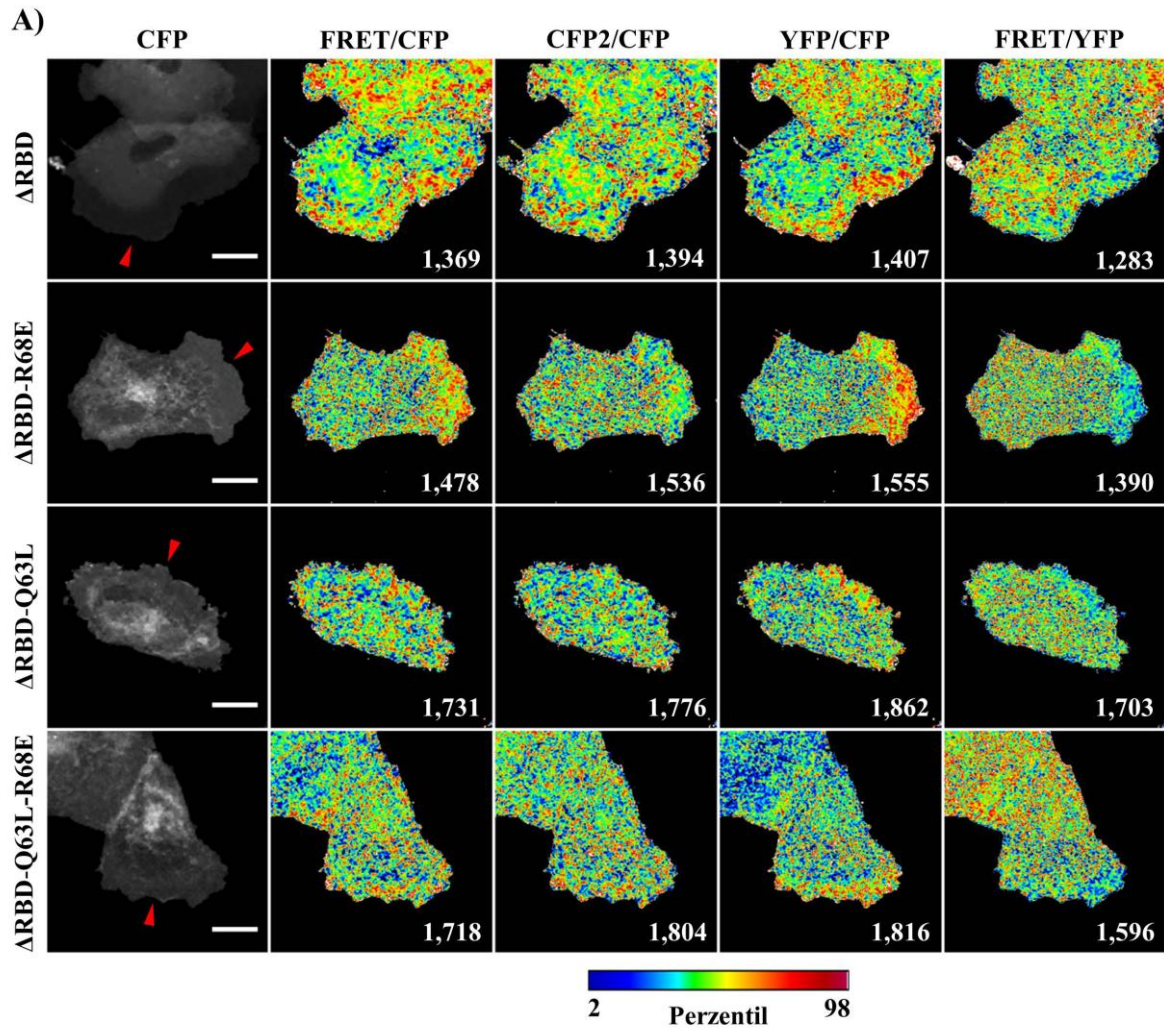 A)
CFP FRET/CFP CFP2/CFP YFP/CFP FRET/YFP
ΔRBD
1,369 1,394 1,407 1,283
ΔRBD-R68E
1,478 1,536 1,555 1,390
ΔRBD-Q63L
1,731 1,776 1,862 1,703
ΔRBD-Q63L-R68E
1,718 1,804 1,816 1,596
2 98
Perzentil